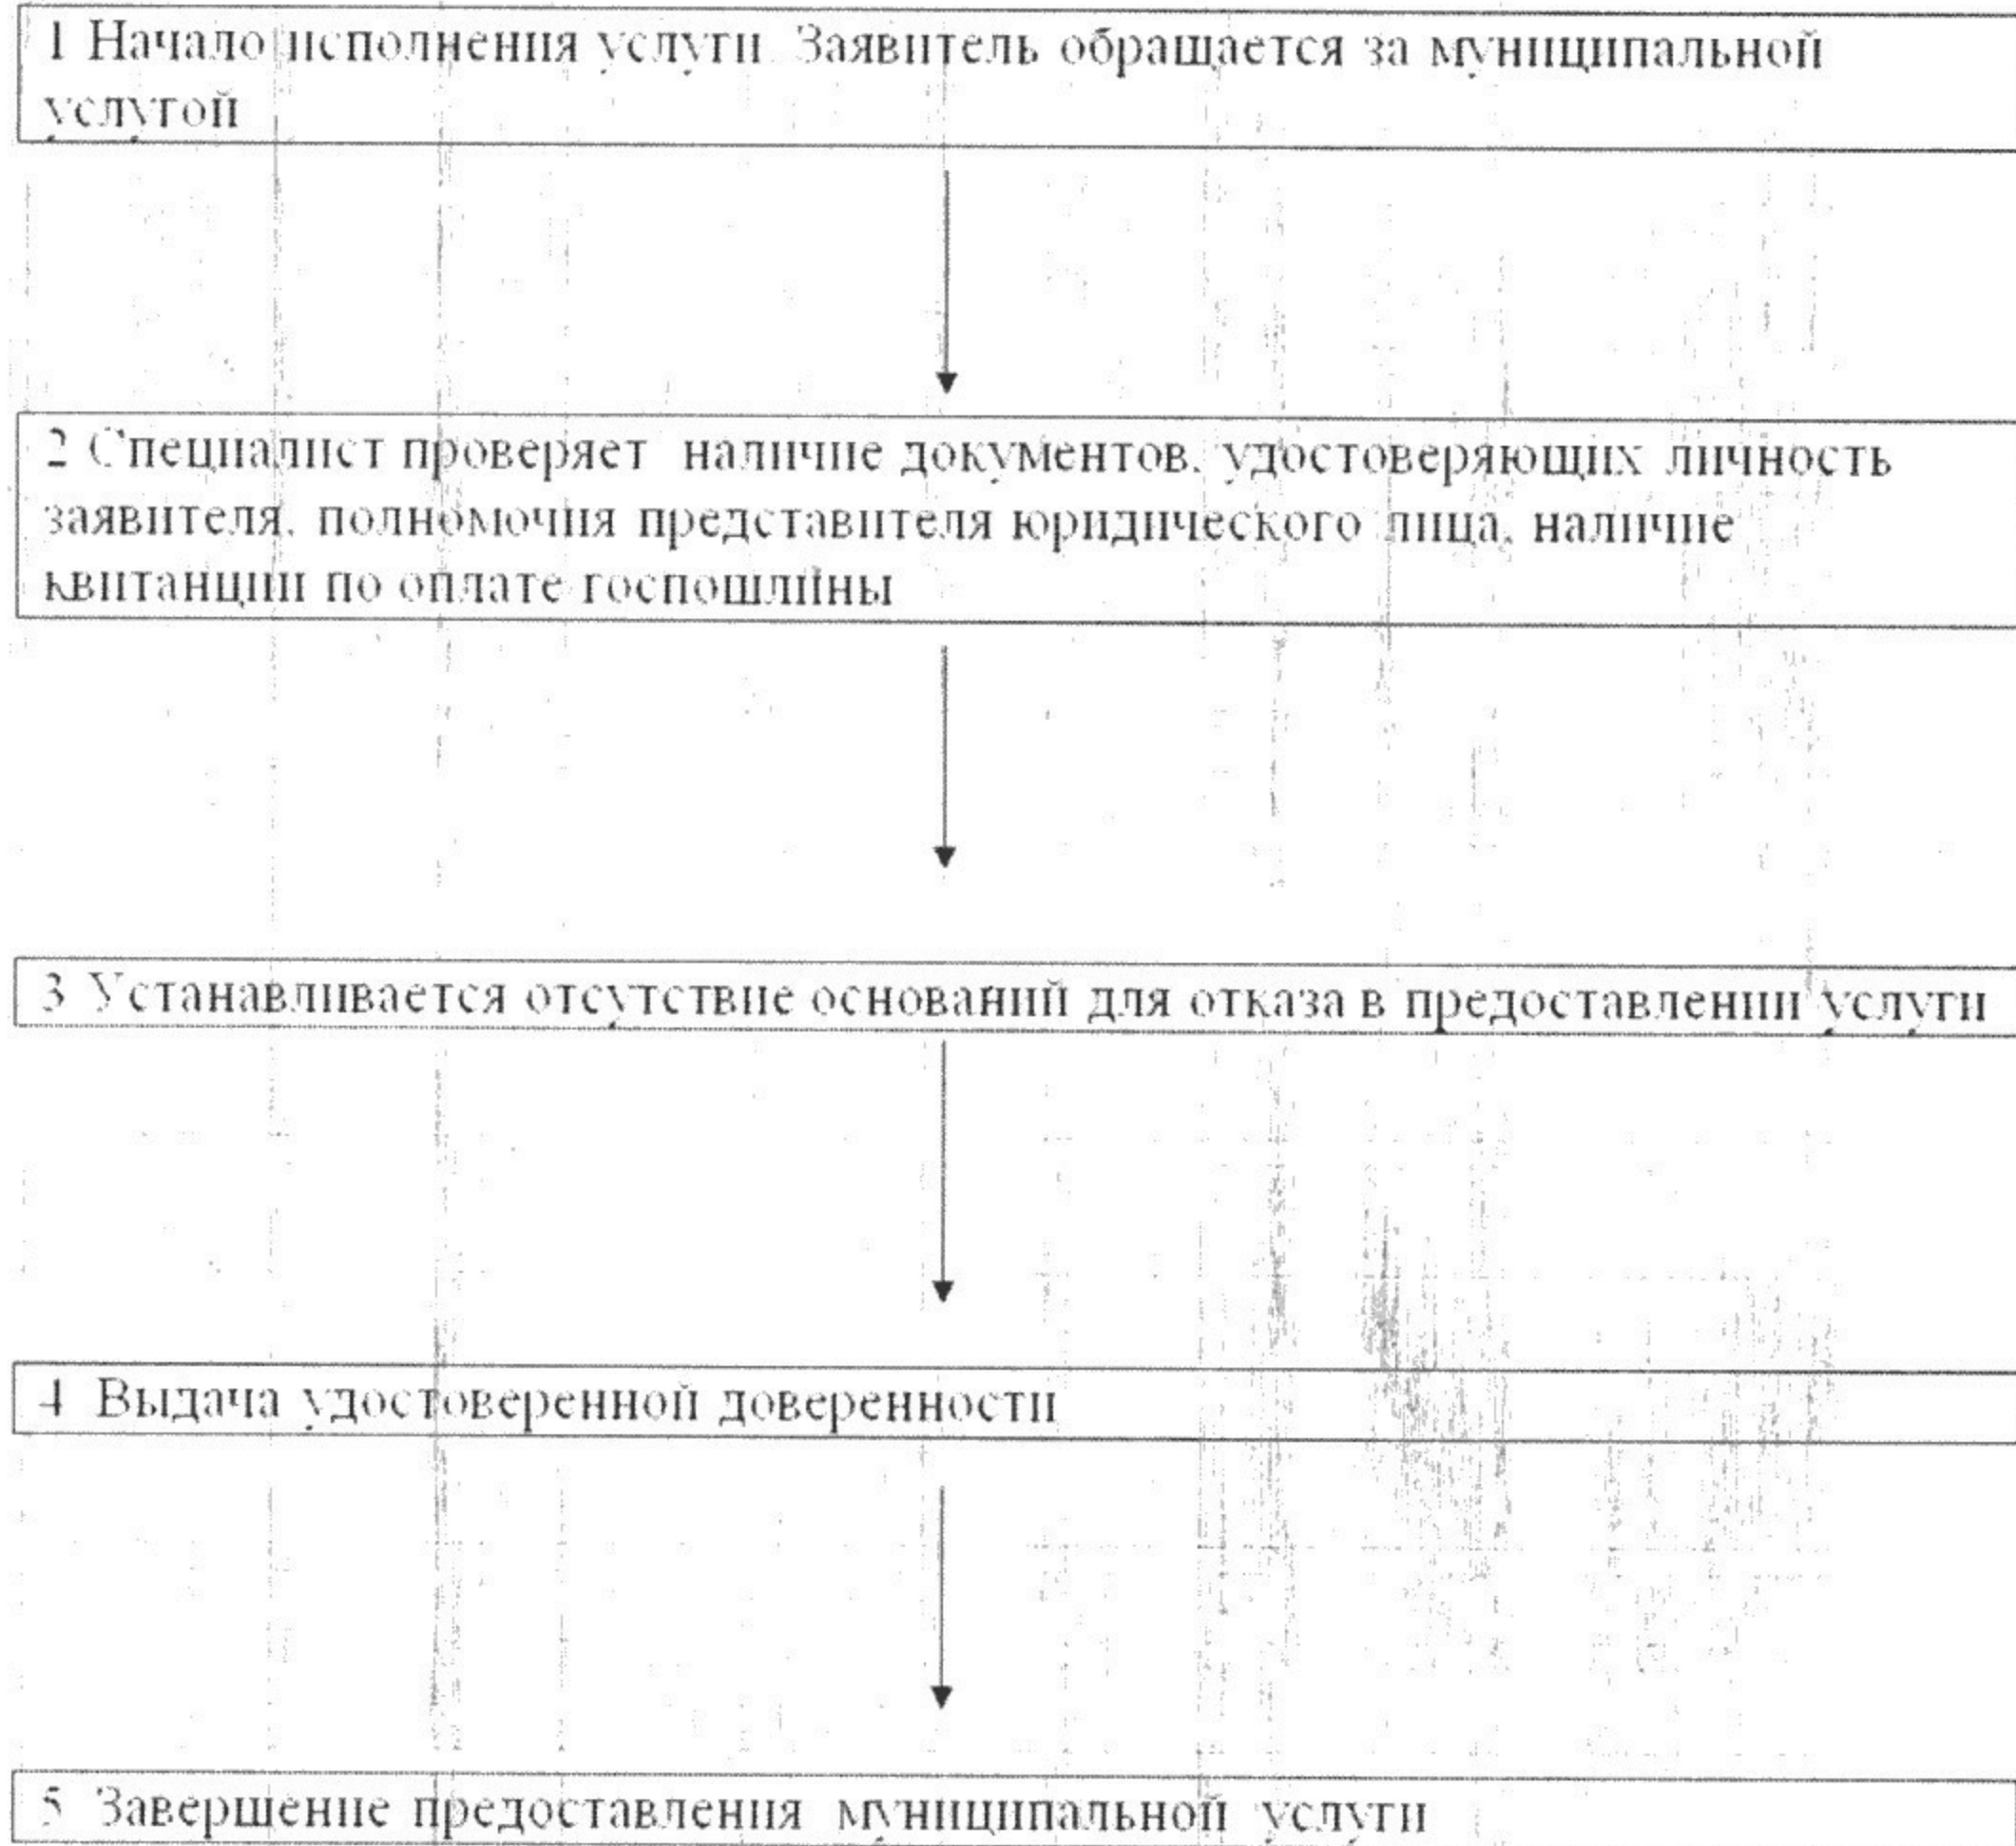 1 Начало исполнения услуги. Заявитель обращается за муниципальной
услугой
2 Специалист проверяет наличие документов, удостоверяющих личность
заявителя, полномочия представителя юридического лица, наличие
квитанции по оплате госпошлины
3 Устанавливается отсутствие оснований для отказа в предоставлении услуги
4 Выдача удостоверенной доверенности
5 Завершение предоставления муниципальной услуги